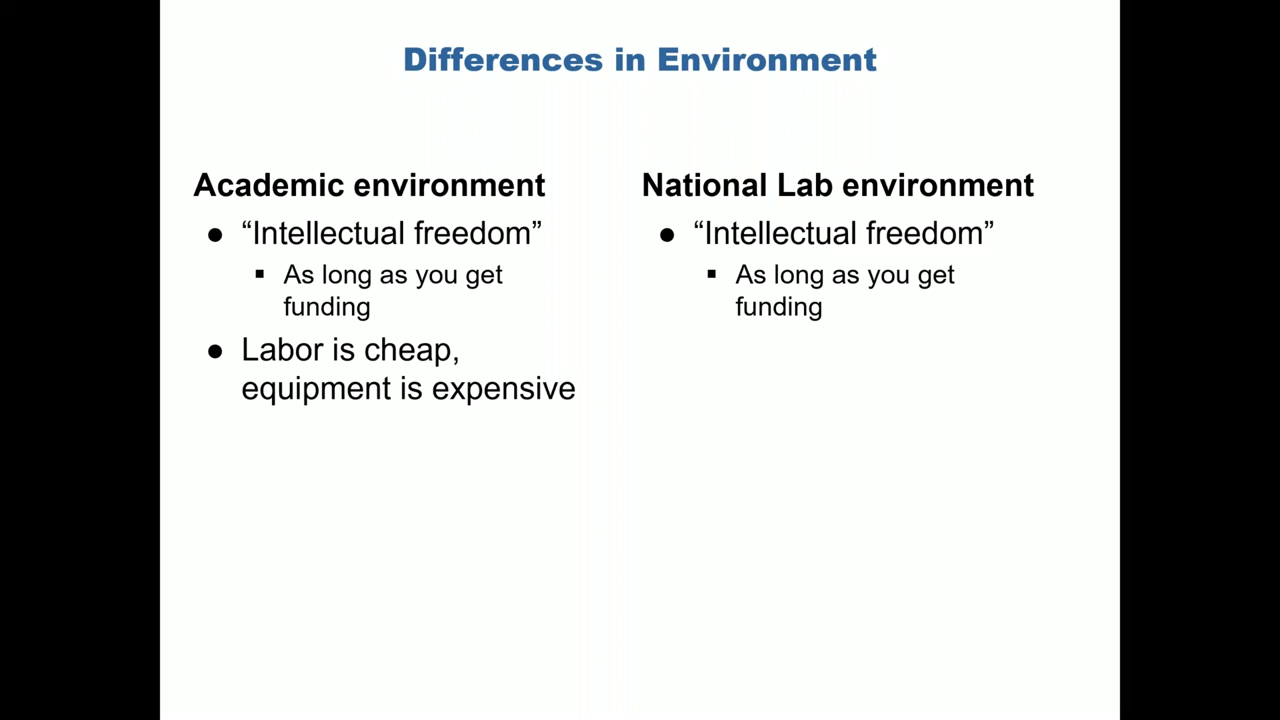 Differences in Environment
Academic environment
● “Intellectual freedom”
▪ As long as you get
funding
● Labor is cheap,
equipment is expensive
National Lab environment
● “Intellectual freedom”
▪ As long as you get
funding